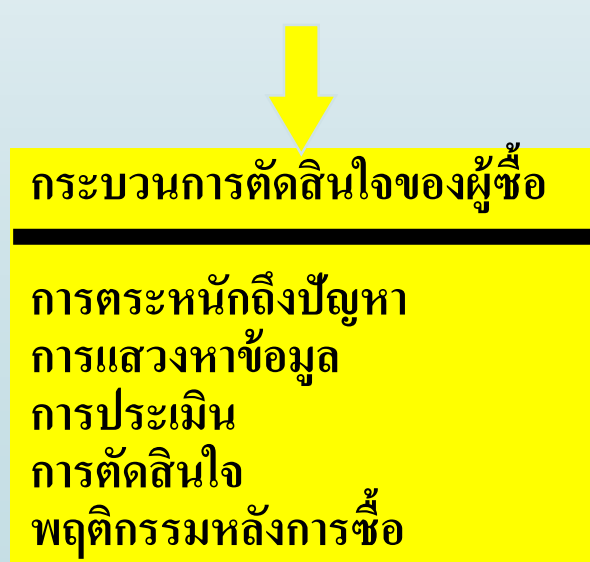 กระบวนการตัดสินใจของผู้ซื้อ
การตระหนักถึงปัญหา
การแสวงหาข้อมูล
การประเมิน
การตัดสินใจ
พฤติกรรมหลังการซื้อ